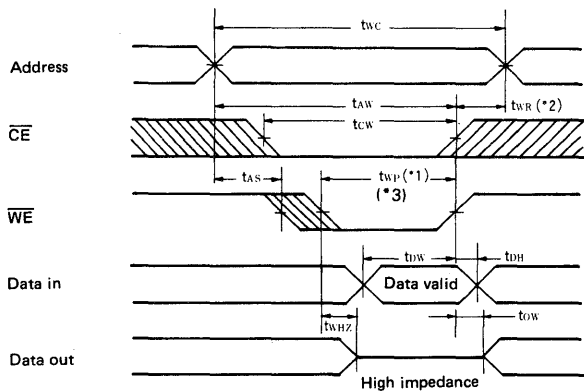 tWC
Address
tAW
tWR (*2)
CE
tCW
tAS
tWP (*1)
(*3)
WE
tDW
tDH
Data in
Data valid
tWHZ
tOW
Data out
High impedance